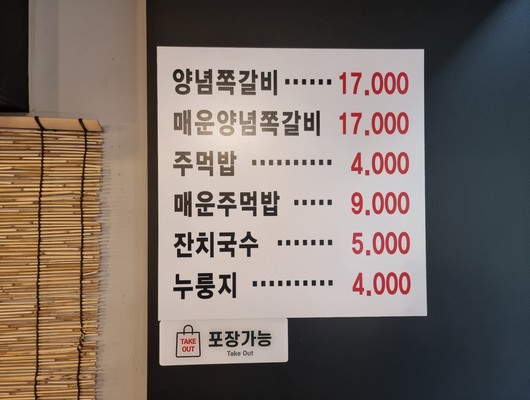 양념쪽갈비 ······ 17.000
매운양념쪽갈비 17.000
주먹밥 ·········· 4.000
매운주먹밥 ····· 9.000
잔치국수 ······· 5.000
누룽지 ·········· 4.000
TAKE OUT 포장가능
Take Out